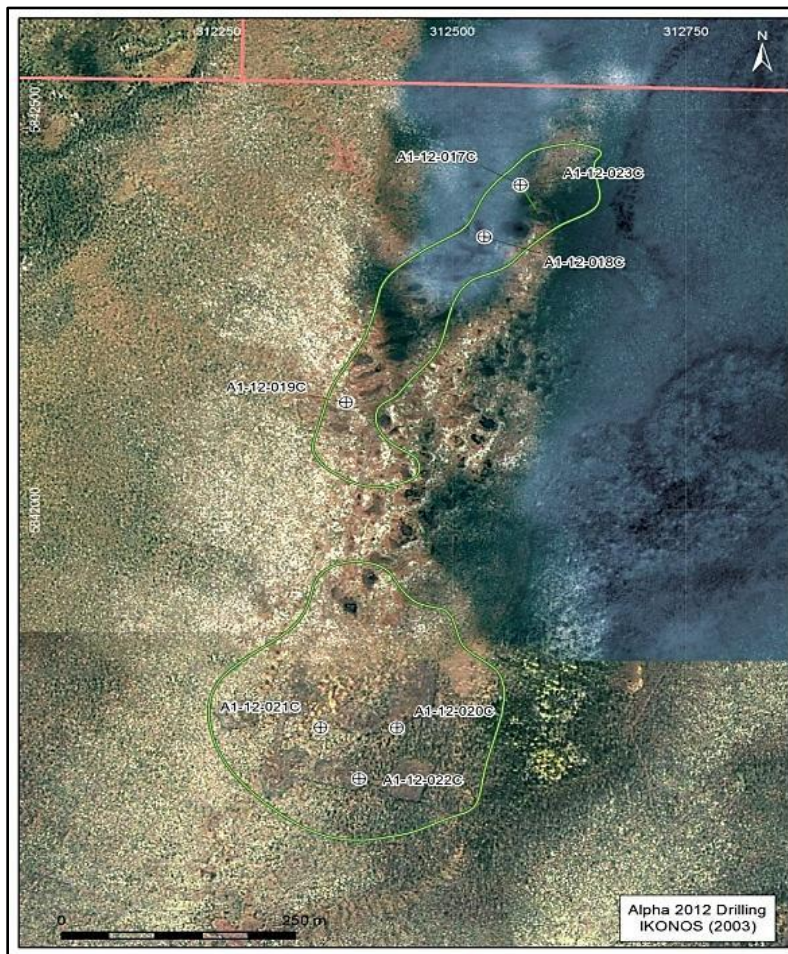 312250
312500
312750
N
5842500
A1-12-017C
A1-12-023C
A1-12-018C
A1-12-019C
5842000
A1-12-021C
A1-12-020C
A1-12-022C
0
250 m
Alpha 2012 Drilling
IKONOS (2003)